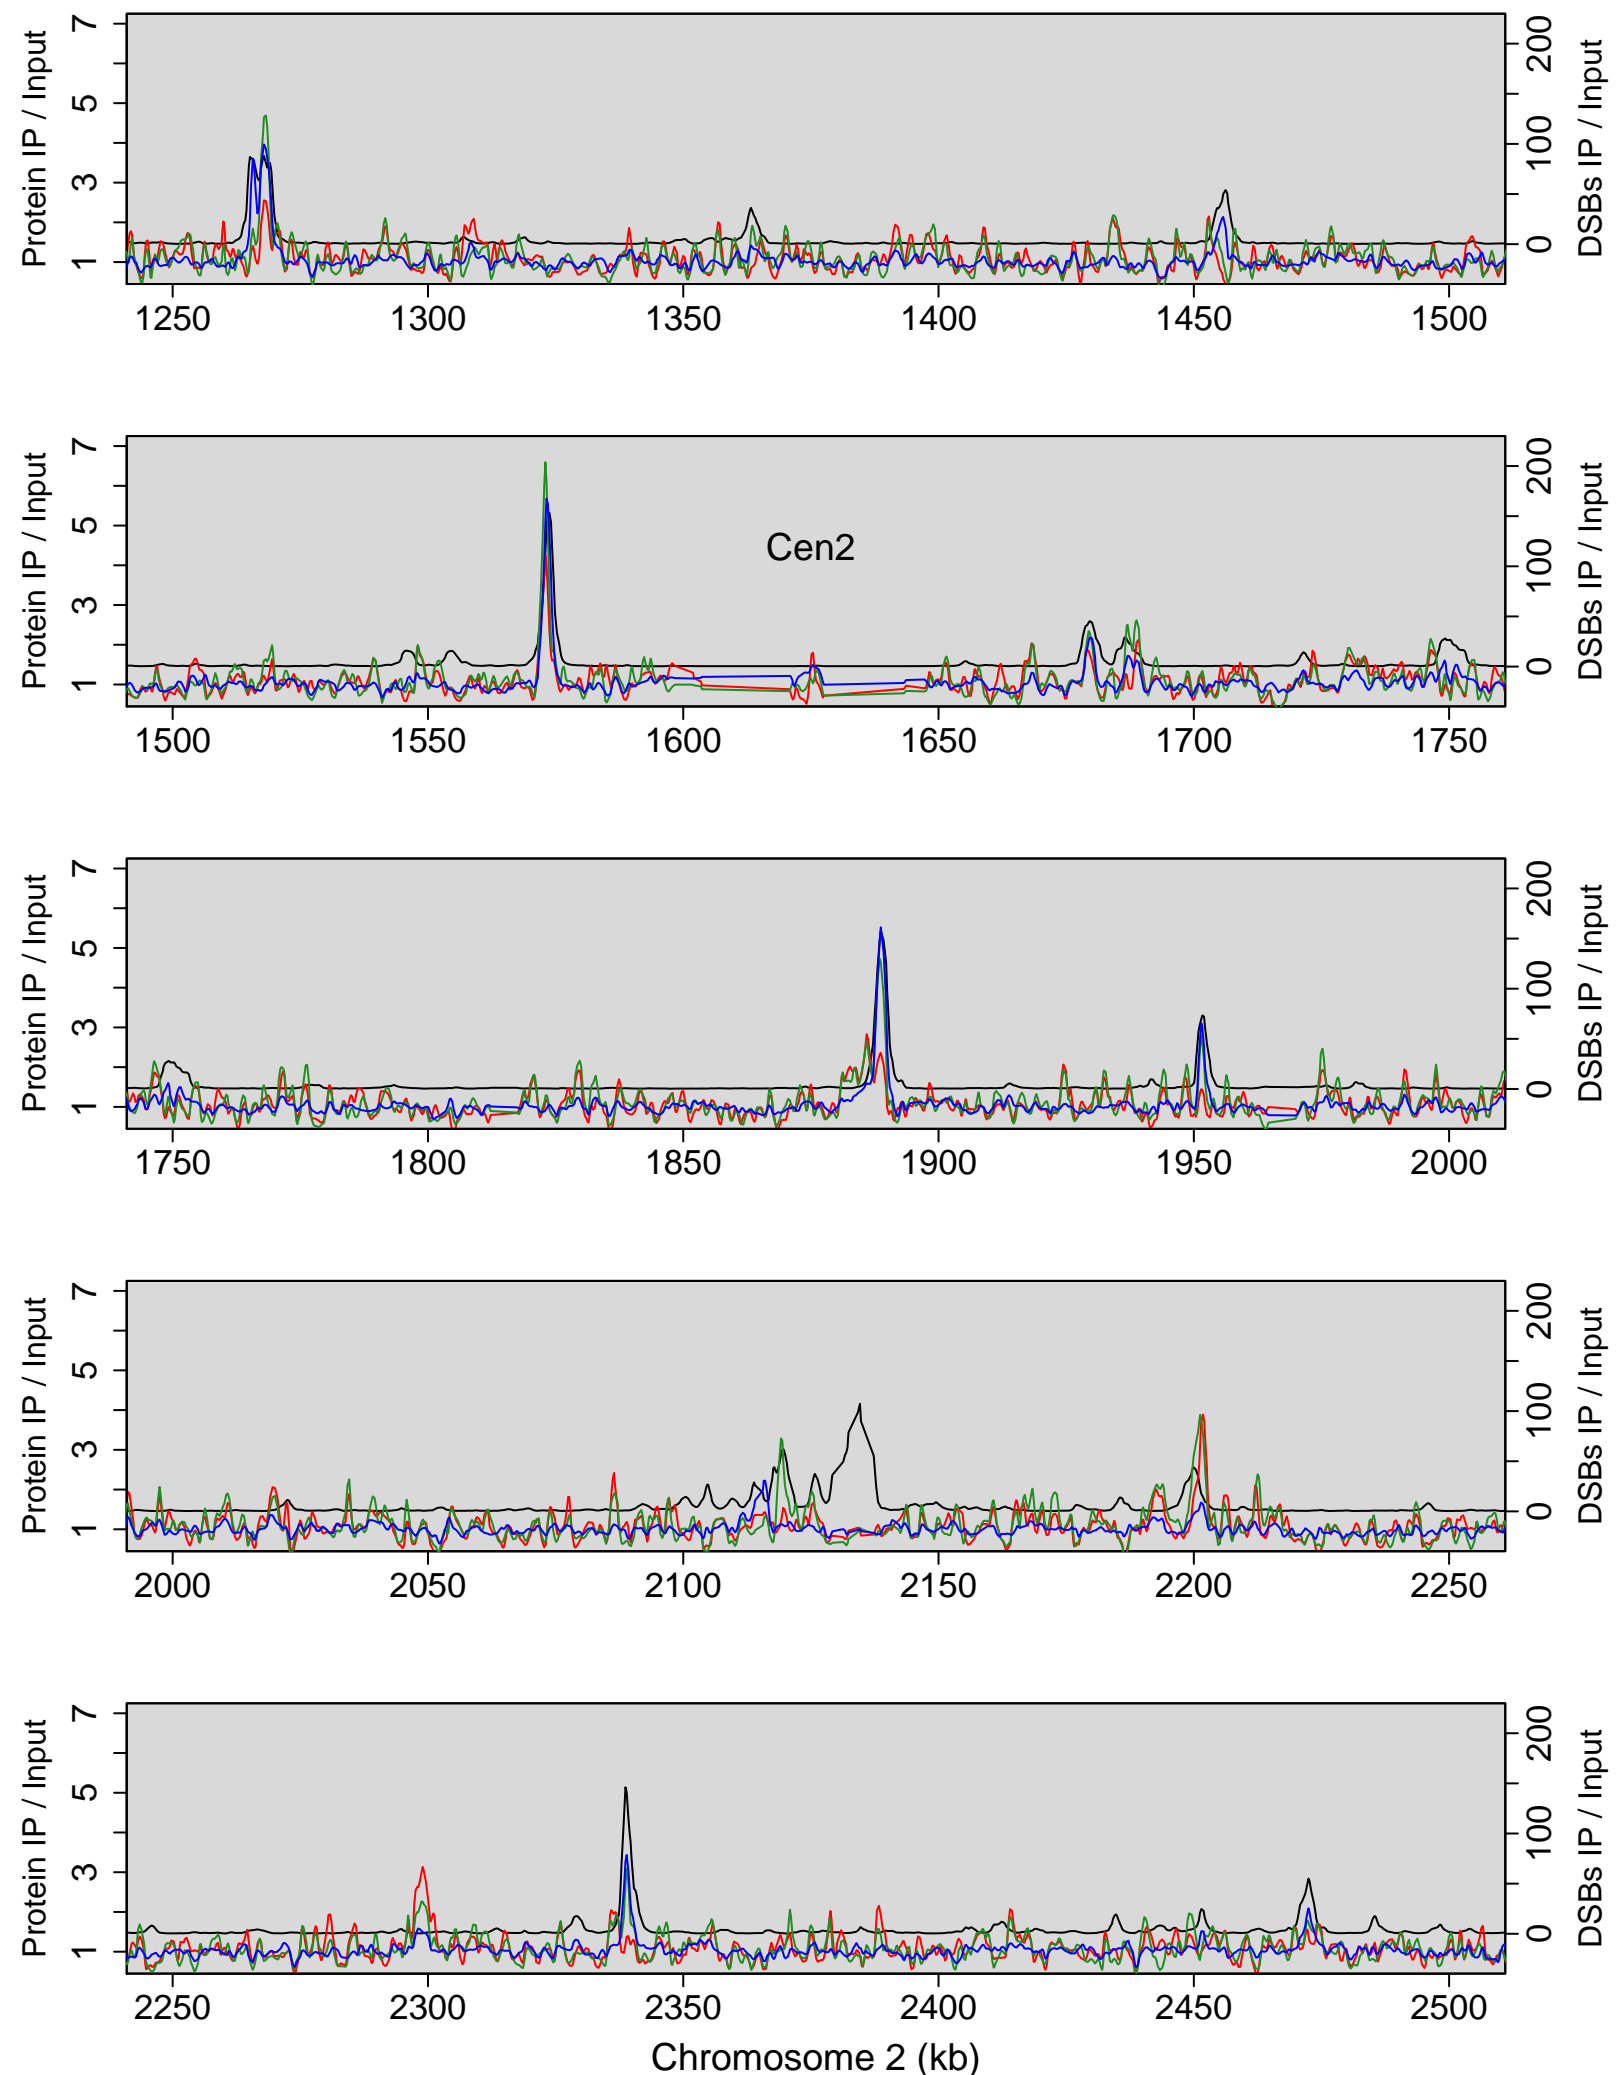 Protein IP / Input
7
5
3
1
200
100
0
DSBs IP / Input
1250 1300 1350 1400 1450 1500
Protein IP / Input
7
5
3
1
Cen2
200
100
0
DSBs IP / Input
1500 1550 1600 1650 1700 1750
Protein IP / Input
7
5
3
1
200
100
0
DSBs IP / Input
1750 1800 1850 1900 1950 2000
Protein IP / Input
7
5
3
1
200
100
0
DSBs IP / Input
2000 2050 2100 2150 2200 2250
Protein IP / Input
7
5
3
1
200
100
0
DSBs IP / Input
2250 2300 2350 2400 2450 2500
Chromosome 2 (kb)